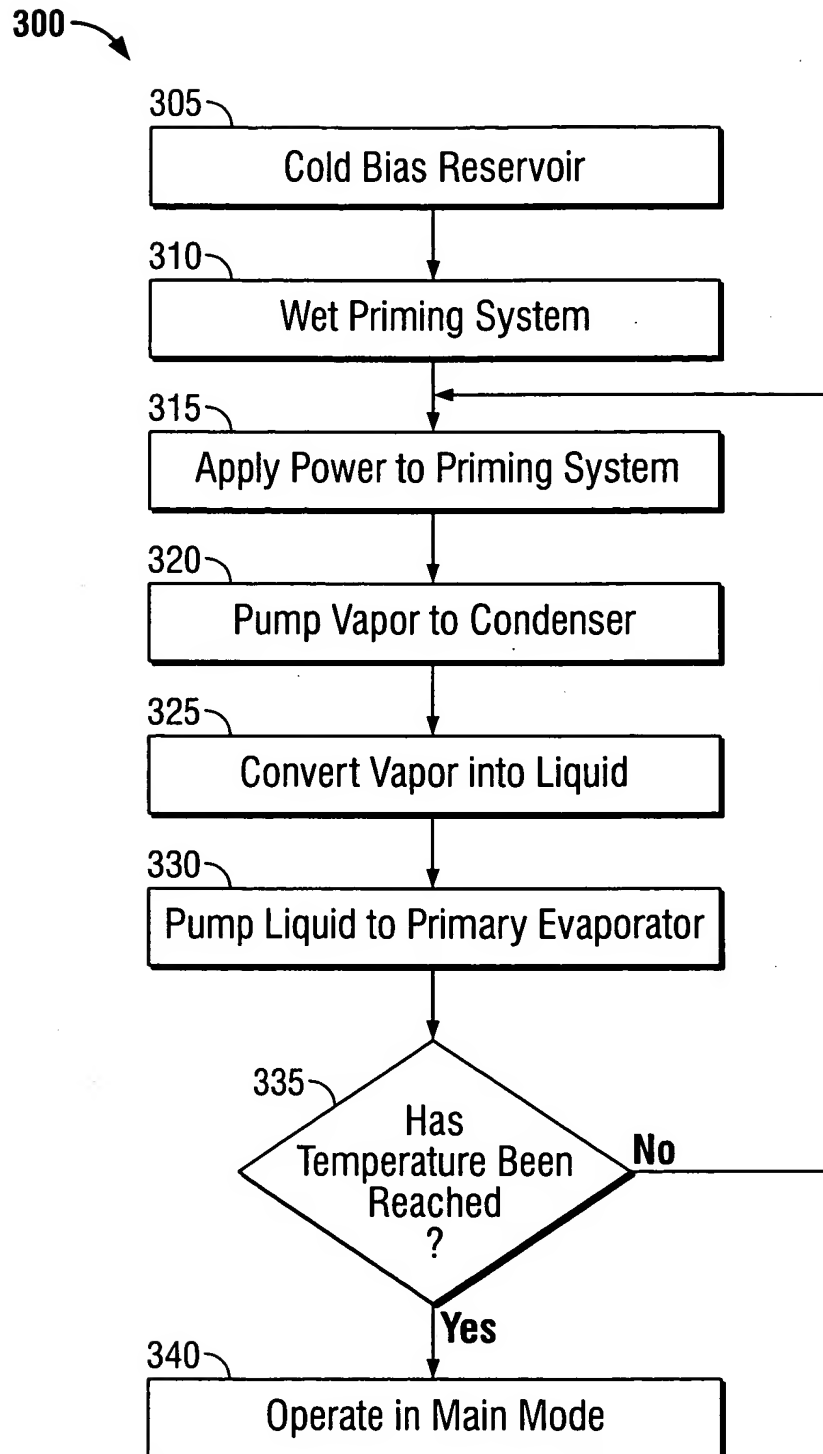 300
305
Cold Bias Reservoir
310
Wet Priming System
315
Apply Power to Priming System
320
Pump Vapor to Condenser
325
Convert Vapor into Liquid
330
Pump Liquid to Primary Evaporator
335
Has
Temperature Been
Reached
?
No
Yes
340
Operate in Main Mode